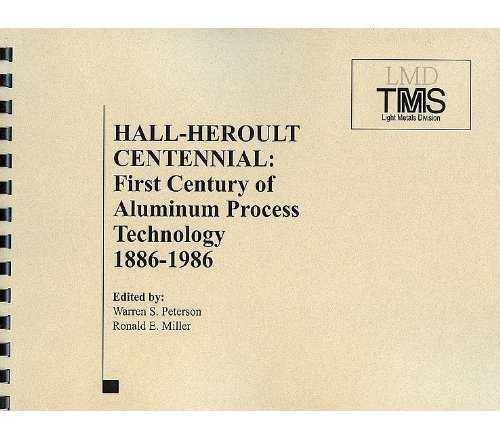 LMD
TMS
Light Metals Division
HALL-HEROULT
CENTENNIAL:
First Century of
Aluminum Process
Technology
1886-1986
Edited by:
Warren S. Peterson
Ronald E. Miller